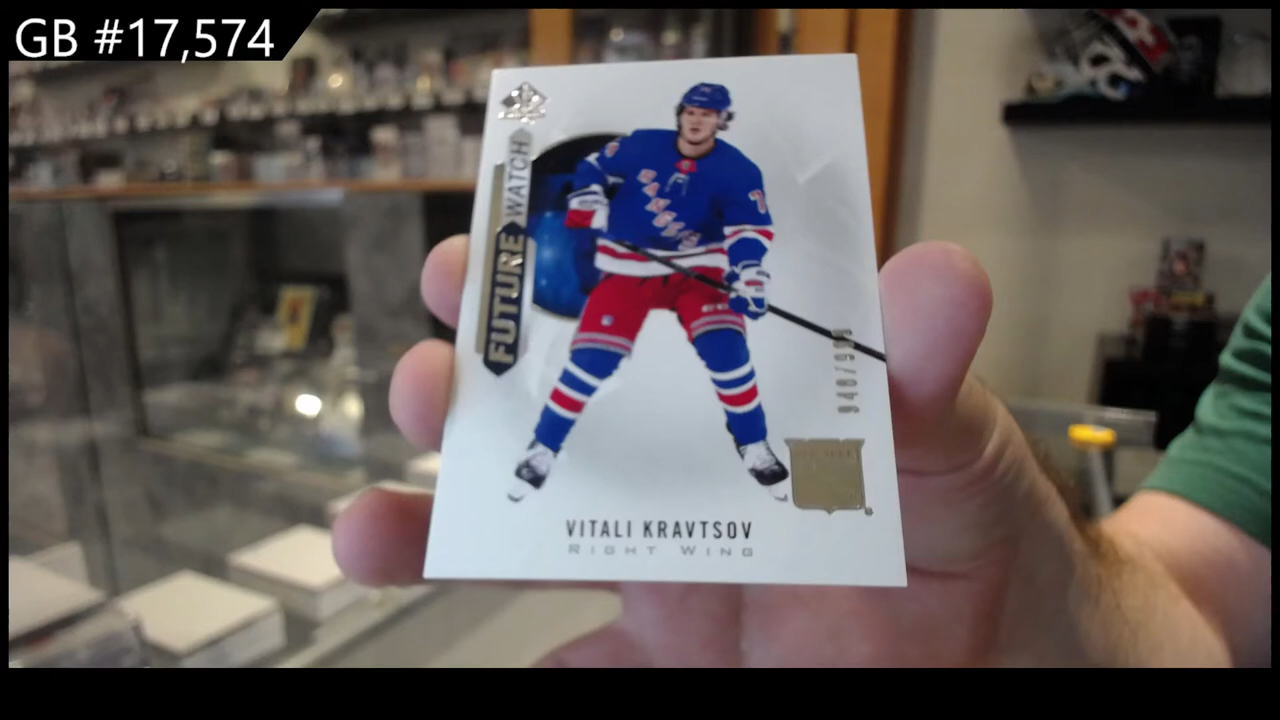 GB #17,574
FUTURE WATCH
RANGERS
VITALI KRAVTSOV
RIGHT WING